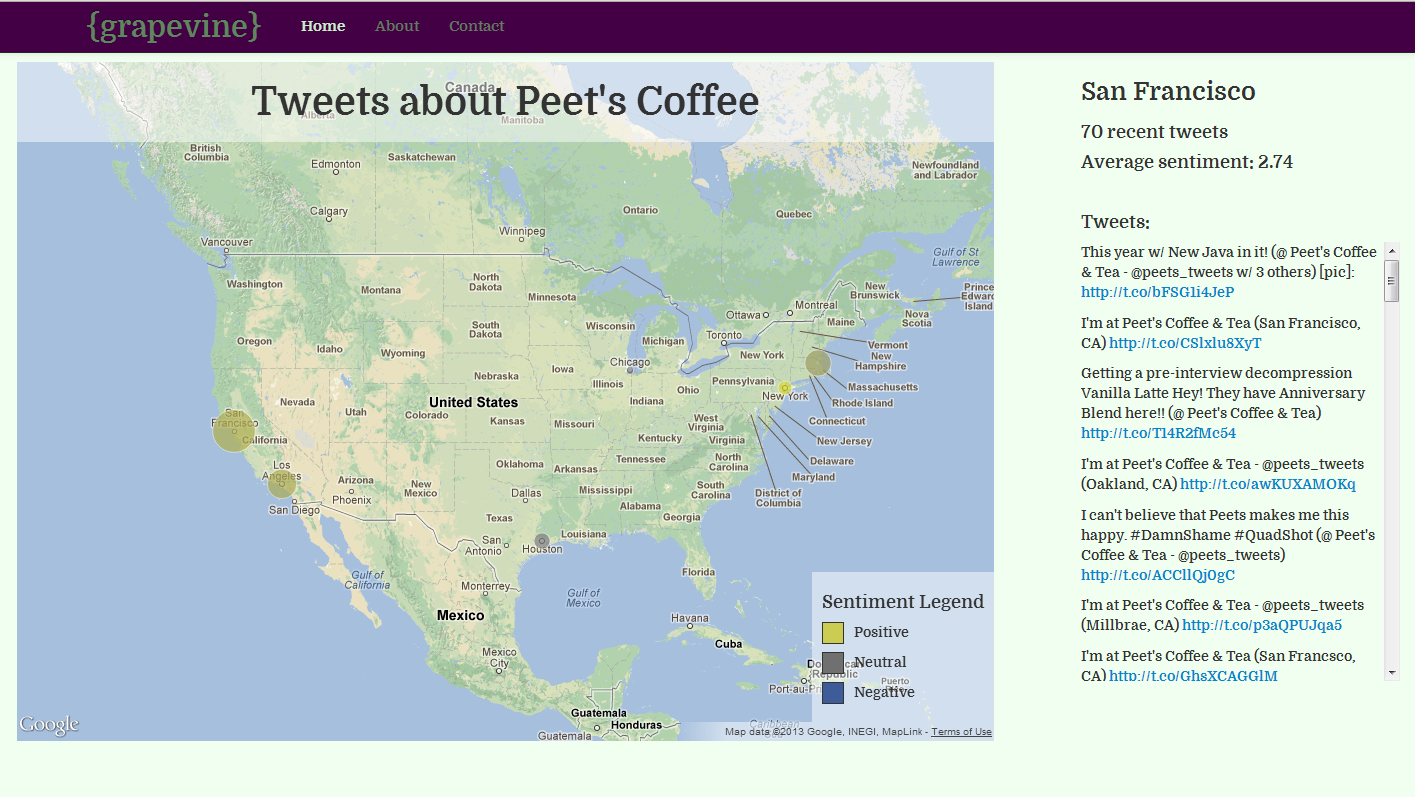 {grapevine}
Home
About
Contact
Tweets about Peet's Coffee
Canada
Alberta
Manitoba
British
Columbia
Edmonton
Saskatchewan
Newfoundland
and Labrador
Calgary
Ontario
Quebec
Winnipeg
Vancouver
Gulf of St
Lawrence
Washington
Montana
North
Dakota
Minnesota
New
Brunswick
Prince
Edward
Island
Montreal
Ottawa
Nova
Scotia
Maine
Oregon
Idaho
Wyoming
South
Dakota
Wisconsin
Michigan
Toronto
Vermont
New
Hampshire
New York
Chicago
Iowa
Nebraska
Illinois
Indiana
Ohio
Pennsylvania
New York
Massachusetts
Rhode Island
Connecticut
Nevada
Utah
Colorado
United States
Kansas
Missouri
West
Virginia
Virginia
Kentucky
New Jersey
Delaware
Maryland
District of
Columbia
San
Francisco
California
Los
Angeles
San Diego
Arizona
Phoenix
New
Mexico
Oklahoma
Arkansas
Tennessee
North
Carolina
South
Carolina
Mississippi
Alabama
Georgia
Dallas
Texas
San
Antonio
Houston
Louisiana
Florida
Gulf of
California
Monterrey
Gulf of
Mexico
Mexico
Havana
Cuba
Mexico
City
Port-au-Prince
Dominican
Republic
Puerto
Rico
Guatemala
Honduras
Guatemala
Caribbean
Sea
Sentiment Legend
Positive
Neutral
Negative
Google
Map data ©2013 Google, INEGI, MapLink - Terms of Use
San Francisco
70 recent tweets
Average sentiment: 2.74
Tweets:
This year w/ New Java in it! (@ Peet's Coffee
& Tea - @peets_tweets w/ 3 others) [pic]:
http://t.co/bFSG1i4JeP
I'm at Peet's Coffee & Tea (San Francisco,
CA) http://t.co/CSlxlu8XyT
Getting a pre-interview decompression
Vanilla Latte Hey! They have Anniversary
Blend here!! (@ Peet's Coffee & Tea)
http://t.co/Tl4R2fMc54
I'm at Peet's Coffee & Tea - @peets_tweets
(Oakland, CA) http://t.co/awKUXAMOKq
I can't believe that Peets makes me this
happy. #DamnShame #QuadShot (@ Peet's
Coffee & Tea - @peets_tweets)
http://t.co/ACCllQj0gC
I'm at Peet's Coffee & Tea - @peets_tweets
(Millbrae, CA) http://t.co/p3aQPUJqa5
I'm at Peet's Coffee & Tea (San Francsco,
CA) http://t.co/GhsXCAGGlM